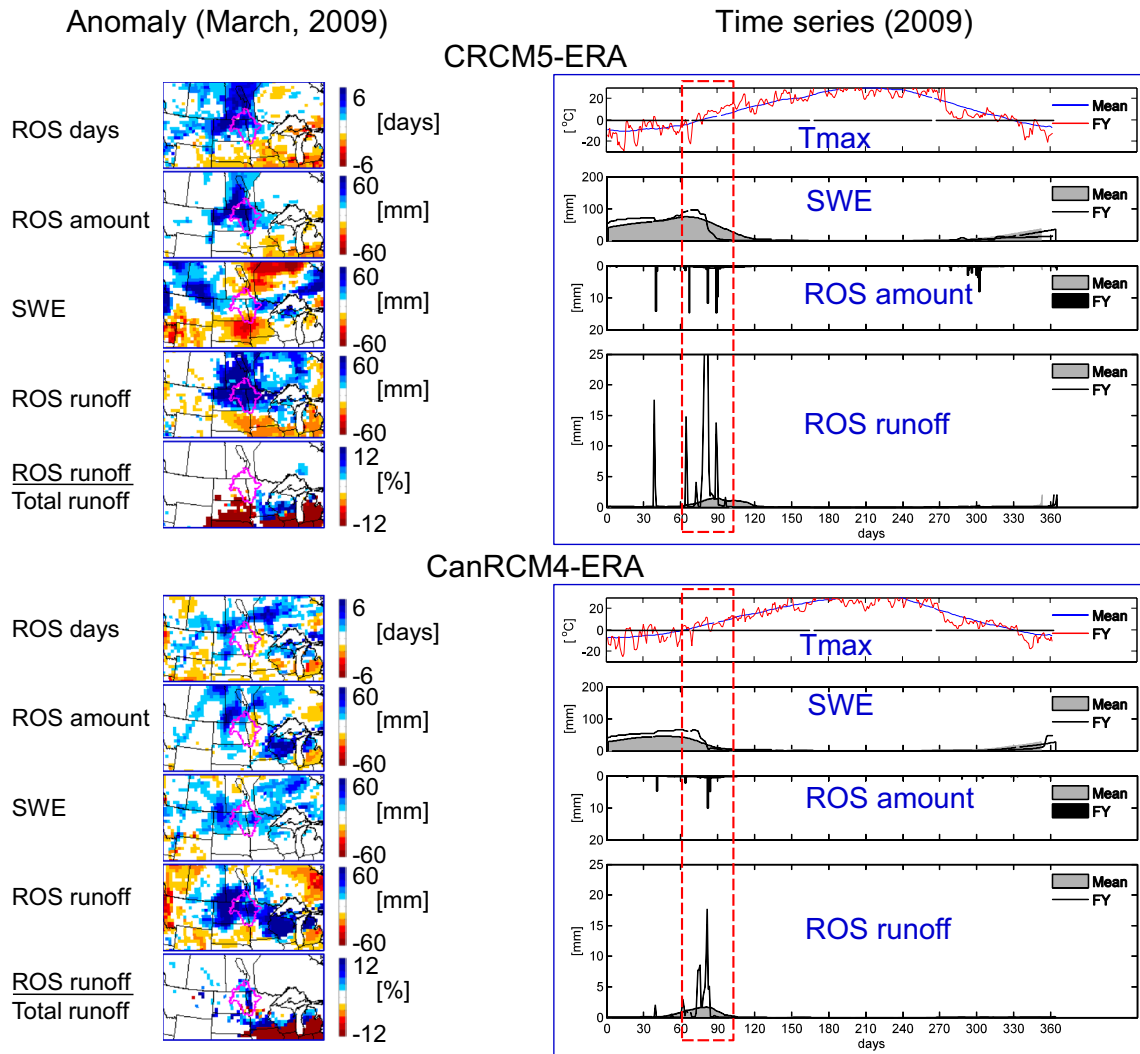 Anomaly (March, 2009)
Time series (2009)
CRCM5-ERA
ROS days
6
[days]
-6
ROS amount
60
[mm]
-60
SWE
60
[mm]
-60
ROS runoff
60
[mm]
-60
ROS runoff
Total runoff
12
[%]
-12
[ °C]
20
0
-20
Tmax
Mean
FY
[mm]
200
100
0
SWE
Mean
FY
[mm]
0
10
20
ROS amount
Mean
FY
[mm]
25
20
15
10
5
0
ROS runoff
Mean
FY
0 30 60 90 120 150 180 210 240 270 300 330 360
days
CanRCM4-ERA
ROS days
6
[days]
-6
ROS amount
60
[mm]
-60
SWE
60
[mm]
-60
ROS runoff
60
[mm]
-60
ROS runoff
Total runoff
12
[%]
-12
[ °C]
20
0
-20
Tmax
Mean
FY
[mm]
200
100
0
SWE
Mean
FY
[mm]
0
10
20
ROS amount
Mean
FY
[mm]
25
20
15
10
5
0
ROS runoff
Mean
FY
0 30 60 90 120 150 180 210 240 270 300 330 360
days